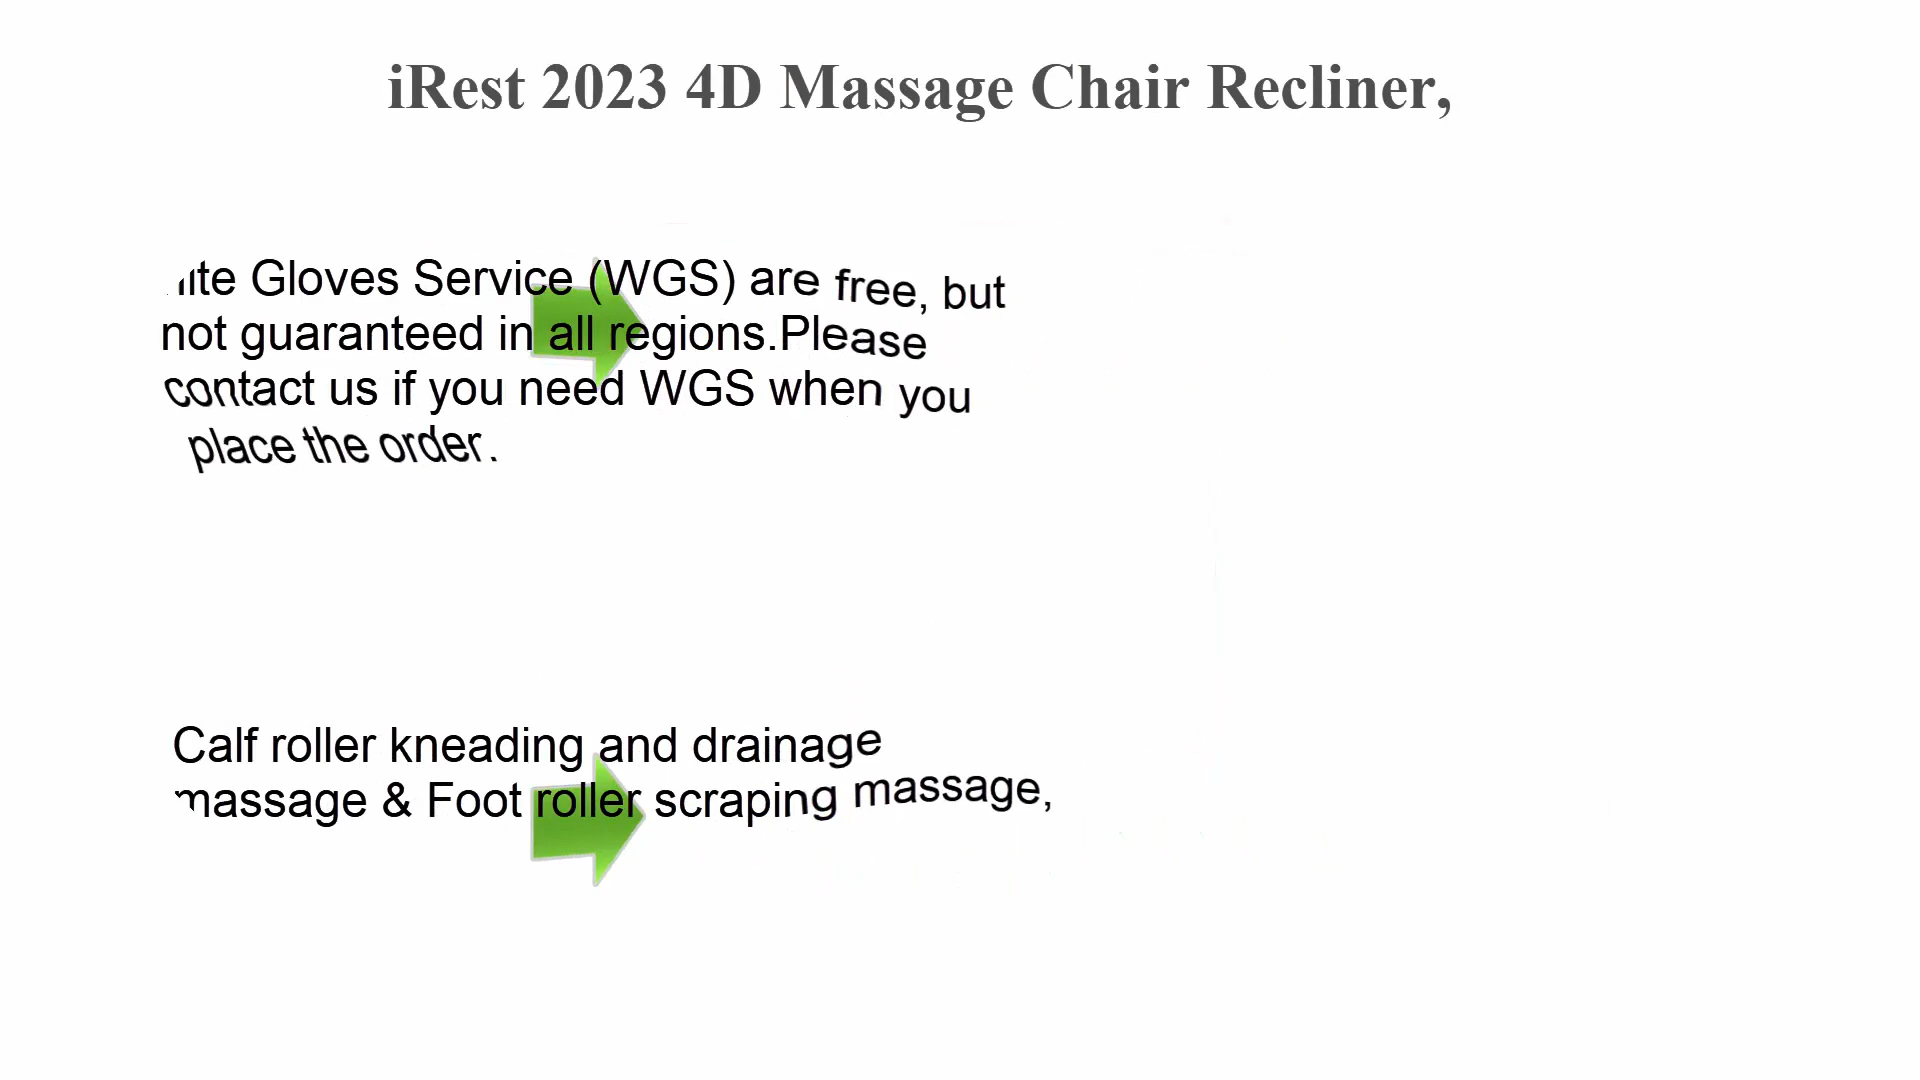 iRest 2023 4D Massage Chair Recliner,
Gloves Service (WGS) are free, but
not guaranteed in all regions.Please
contact us if you need WGS when you
place the order.
Calf roller kneading and drainage
massage & Foot roller scraping massage,